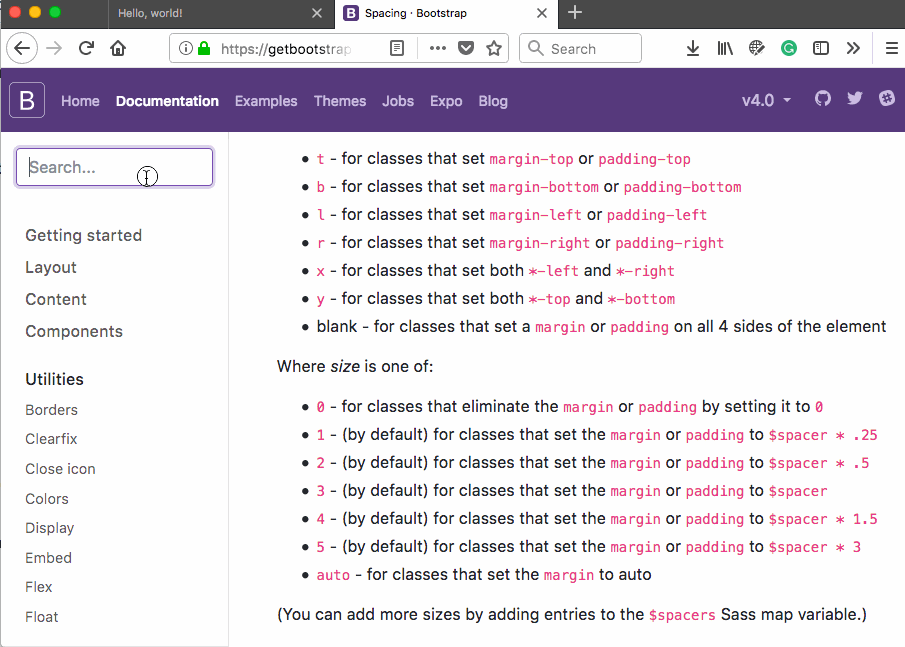 Hello, world!
B Spacing · Bootstrap
https://getbootstrap
Search
B Home Documentation Examples Themes Jobs Expo Blog v4.0
Search...
Getting started
Layout
Content
Components
Utilities
Borders
Clearfix
Close icon
Colors
Display
Embed
Flex
Float
t - for classes that set margin-top or padding-top
b - for classes that set margin-bottom or padding-bottom
l - for classes that set margin-left or padding-left
r - for classes that set margin-right or padding-right
x - for classes that set both *-left and *-right
y - for classes that set both *-top and *-bottom
blank - for classes that set a margin or padding on all 4 sides of the element
Where size is one of:
0 - for classes that eliminate the margin or padding by setting it to 0
1 - (by default) for classes that set the margin or padding to $spacer * .25
2 - (by default) for classes that set the margin or padding to $spacer * .5
3 - (by default) for classes that set the margin or padding to $spacer
4 - (by default) for classes that set the margin or padding to $spacer * 1.5
5 - (by default) for classes that set the margin or padding to $spacer * 3
auto - for classes that set the margin to auto
(You can add more sizes by adding entries to the $spacers Sass map variable.)